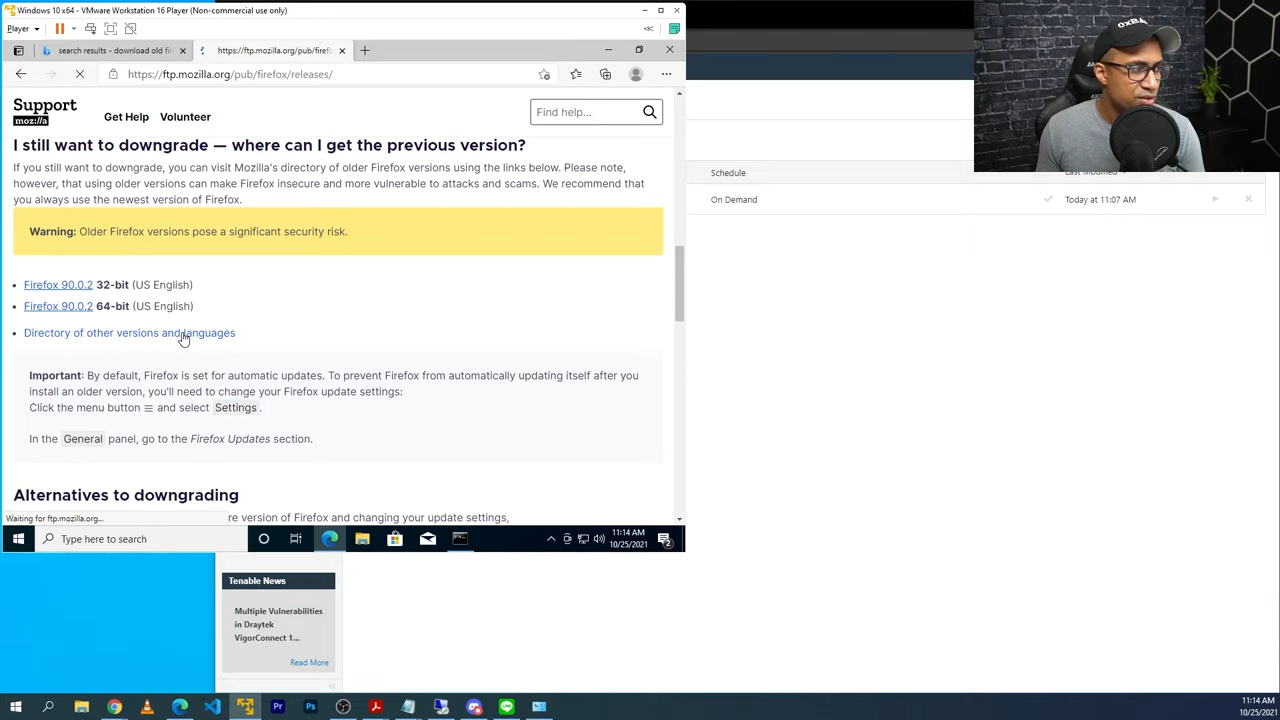 Windows 10 x64 - VMware Workstation 16 Player (Non-commercial use only)
Player
search results - download old fi
https://ftp.mozilla.org/pub/firef
https://ftp.mozilla.org/pub/firefox/releases/
Support
moz://a
Get Help
Volunteer
Find help...
I still want to downgrade — where can I get the previous version?
If you still want to downgrade, you can visit Mozilla's directory of older Firefox versions using the links below. Please note,
however, that using older versions can make Firefox insecure and more vulnerable to attacks and scams. We recommend that
you always use the newest version of Firefox.
Warning: Older Firefox versions pose a significant security risk.
• Firefox 90.0.2 32-bit (US English)
• Firefox 90.0.2 64-bit (US English)
• Directory of other versions and languages
Important: By default, Firefox is set for automatic updates. To prevent Firefox from automatically updating itself after you
install an older version, you'll need to change your Firefox update settings:
Click the menu button ☰ and select Settings.
In the General panel, go to the Firefox Updates section.
Alternatives to downgrading
re version of Firefox and changing your update settings,
Waiting for ftp.mozilla.org...
Type here to search
11:14 AM
10/25/2021
2
Schedule
Last Modified
On Demand
Today at 11:07 AM
Tenable News
Multiple Vulnerabilities
in Draytek
VigorConnect 1...
Read More
11:14 AM
10/25/2021